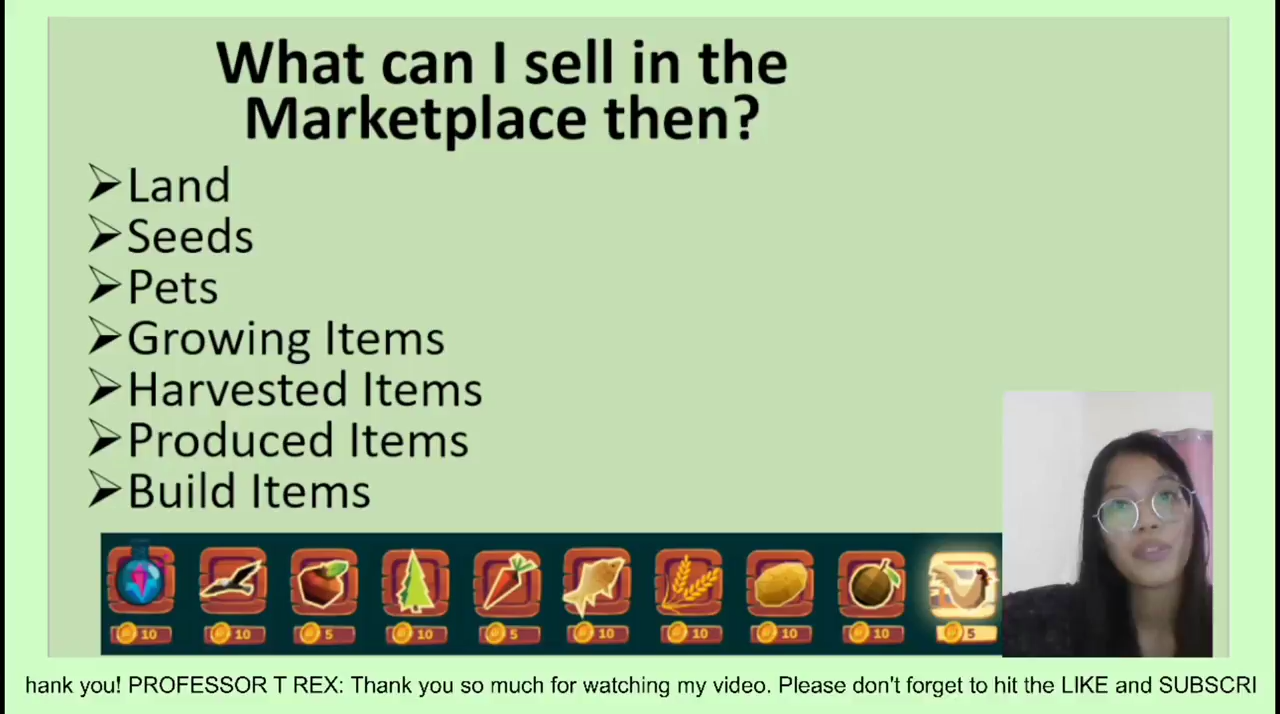 What can I sell in the
Marketplace then?
➢Land
➢Seeds
➢Pets
➢Growing Items
➢Harvested Items
➢Produced Items
➢Build Items
10 10 5 10 5 10 10 10 10 5
hank you! PROFESSOR T REX: Thank you so much for watching my video. Please don't forget to hit the LIKE and SUBSCRI